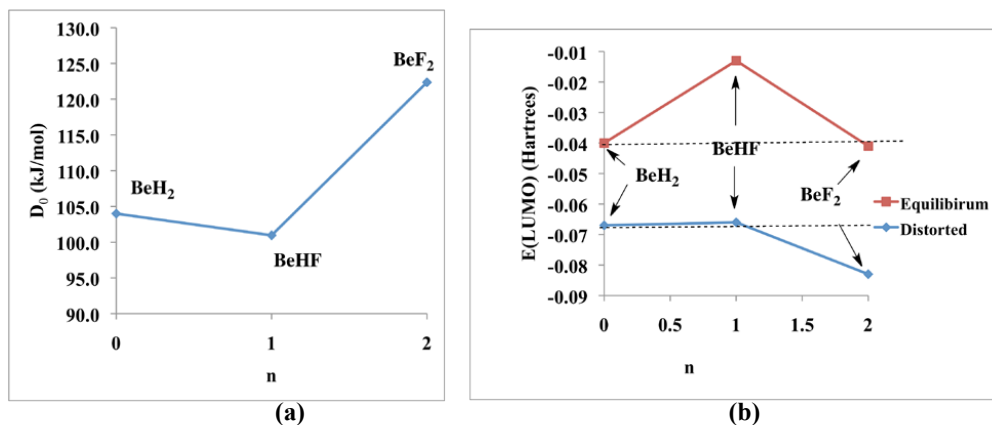 130.0
125.0
120.0
115.0
110.0
105.0
100.0
95.0
90.0
D0 (kJ/mol)
BeH2
BeHF
BeF2
0 1 2
n
(a)
-0.01
-0.02
-0.03
-0.04
-0.05
-0.06
-0.07
-0.08
-0.09
E(LUMO) (Hartrees)
BeHF
BeH2
BeF2
Equilibirum
Distorted
0 0.5 1 1.5 2
n
(b)